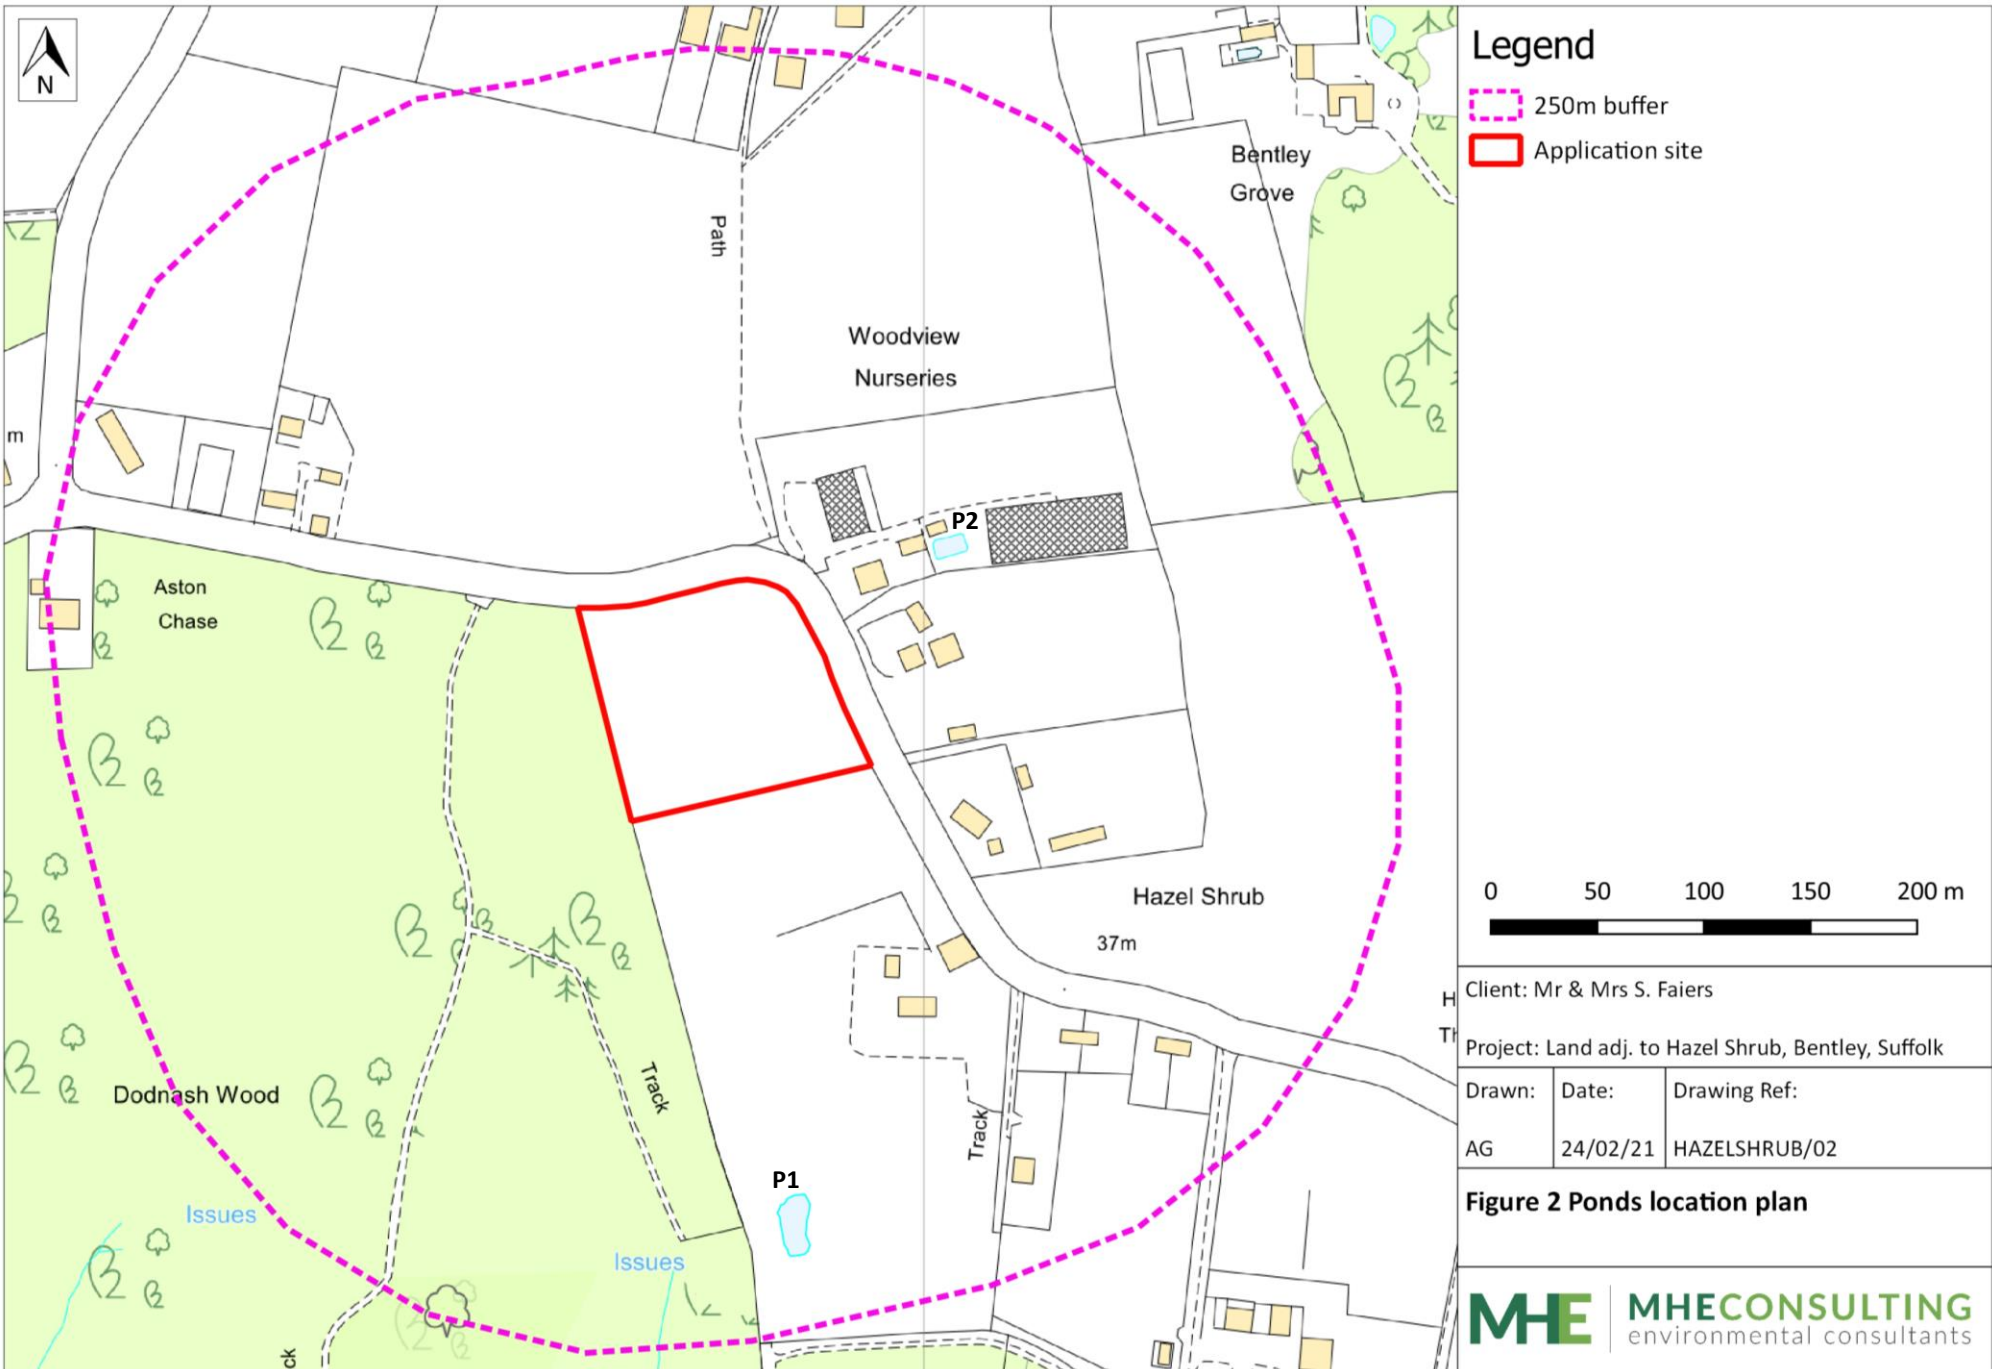 N
Path
Bentley
Grove
Woodview
Nurseries
m
P2
Aston
Chase
Hazel Shrub
37m
Dodnash Wood
Track
Track
P1
Issues
Issues
ck
H
Legend
250m buffer
Application site
0 50 100 150 200 m
Client: Mr & Mrs S. Faiers
Project: Land adj. to Hazel Shrub, Bentley, Suffolk
Drawn: Date: Drawing Ref:
AG 24/02/21 HAZELSHRUB/02
Figure 2 Ponds location plan
MHE MHECONSULTING
environmental consultants